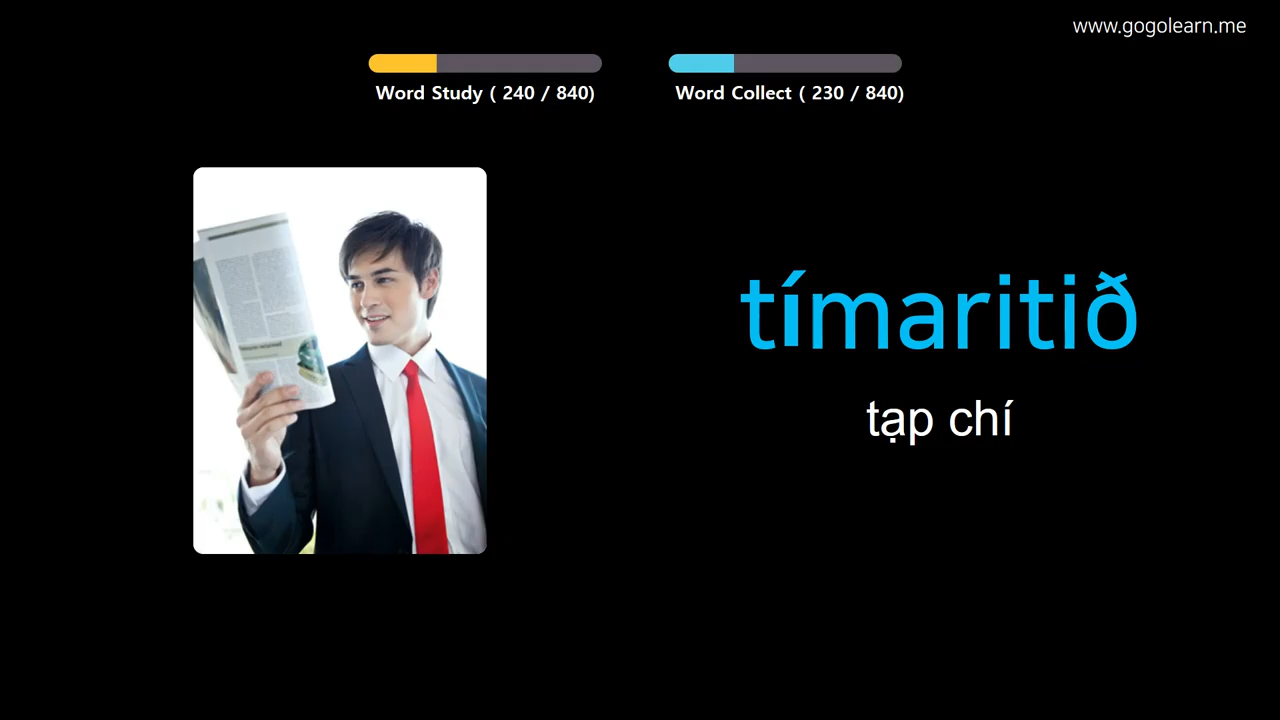 www.gogolearn.me
Word Study ( 240 / 840)
Word Collect ( 230 / 840)
tímaritið
tạp chí